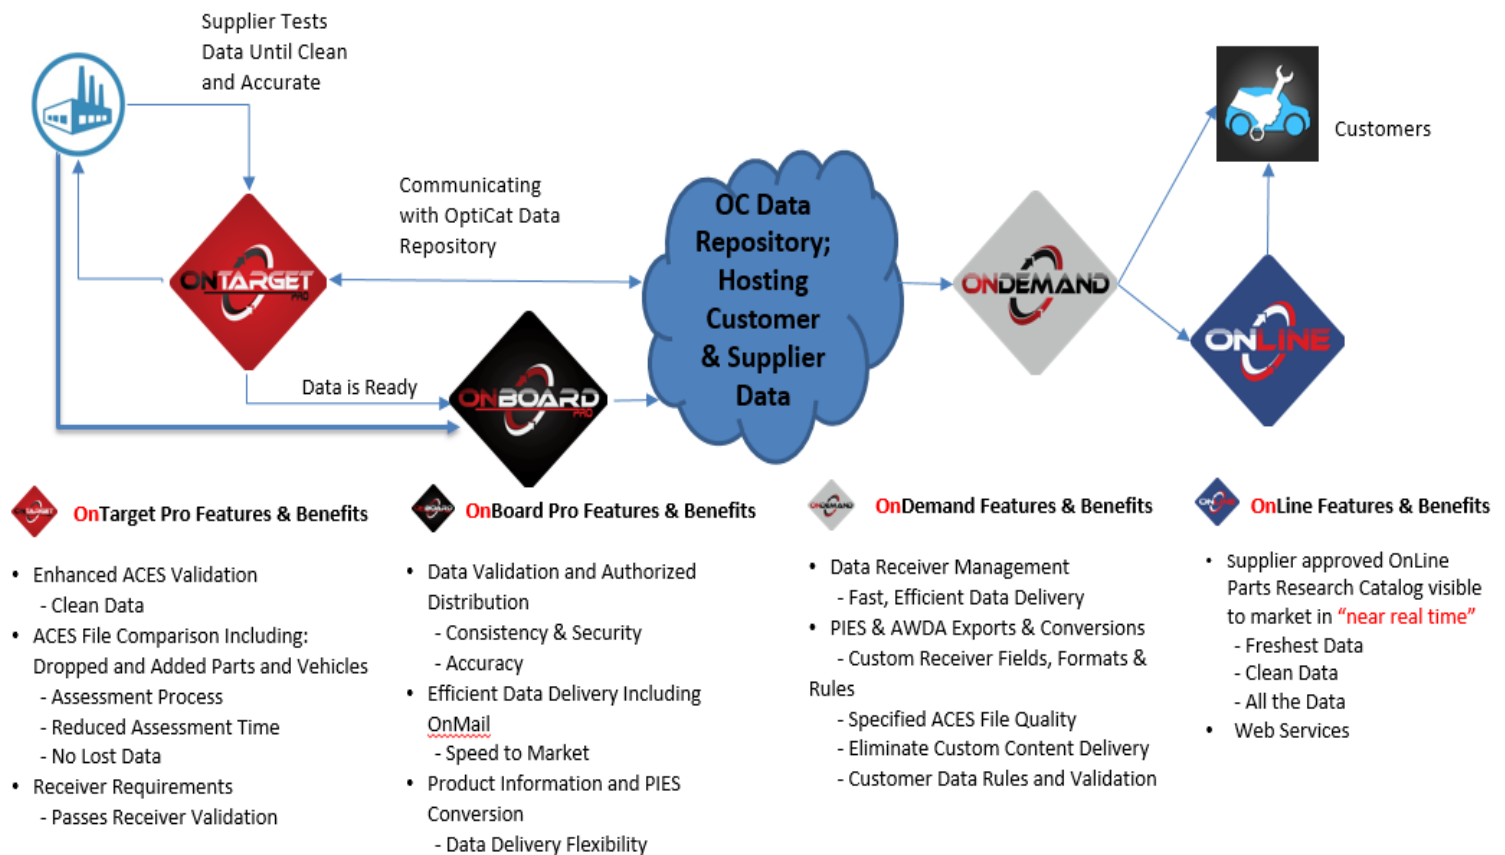 Supplier Tests
Data Until Clean
and Accurate
Customers
Communicating
with OptiCat Data
Repository
OC Data
Repository;
Hosting
Customer
& Supplier
Data
ONTARGET
PRO
ONDEMAND
ONLINE
Data is Ready
ONBOARD
PRO
ONTARGET
OnTarget Pro Features & Benefits
• Enhanced ACES Validation
- Clean Data
• ACES File Comparison Including:
Dropped and Added Parts and Vehicles
- Assessment Process
- Reduced Assessment Time
- No Lost Data
• Receiver Requirements
- Passes Receiver Validation
ONBOARD
OnBoard Pro Features & Benefits
• Data Validation and Authorized
Distribution
- Consistency & Security
- Accuracy
• Efficient Data Delivery Including
OnMail
- Speed to Market
• Product Information and PIES
Conversion
- Data Delivery Flexibility
ONDEMAND
OnDemand Features & Benefits
• Data Receiver Management
- Fast, Efficient Data Delivery
• PIES & AWDA Exports & Conversions
- Custom Receiver Fields, Formats &
Rules
- Specified ACES File Quality
- Eliminate Custom Content Delivery
- Customer Data Rules and Validation
ONLINE
OnLine Features & Benefits
• Supplier approved OnLine
Parts Research Catalog visible
to market in “near real time”
- Freshest Data
- Clean Data
- All the Data
• Web Services